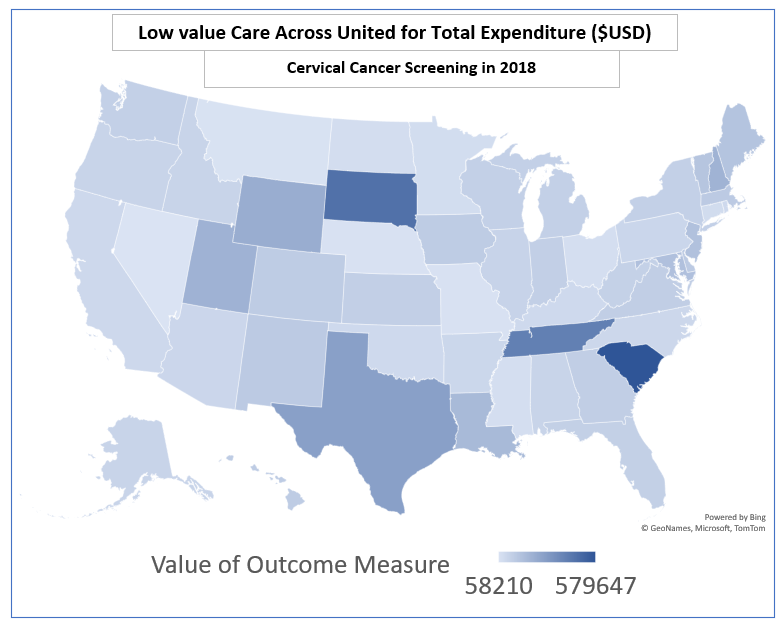 Low value Care Across United for Total Expenditure ($USD)
Cervical Cancer Screening in 2018
Powered by Bing
© GeoNames, Microsoft, TomTom
Value of Outcome Measure
58210 579647